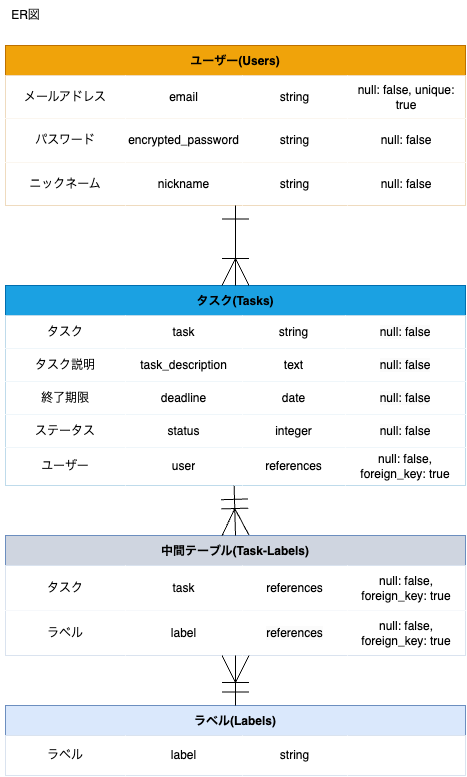 ER図
ユーザー(Users)
メールアドレス email string null: false, unique: true
パスワード encrypted_password string null: false
ニックネーム nickname string null: false
タスク(Tasks)
タスク task string null: false
タスク説明 task_description text null: false
終了期限 deadline date null: false
ステータス status integer null: false
ユーザー user references null: false, foreign_key: true
中間テーブル(Task-Labels)
タスク task references null: false, foreign_key: true
ラベル label references null: false, foreign_key: true
ラベル(Labels)
ラベル label string